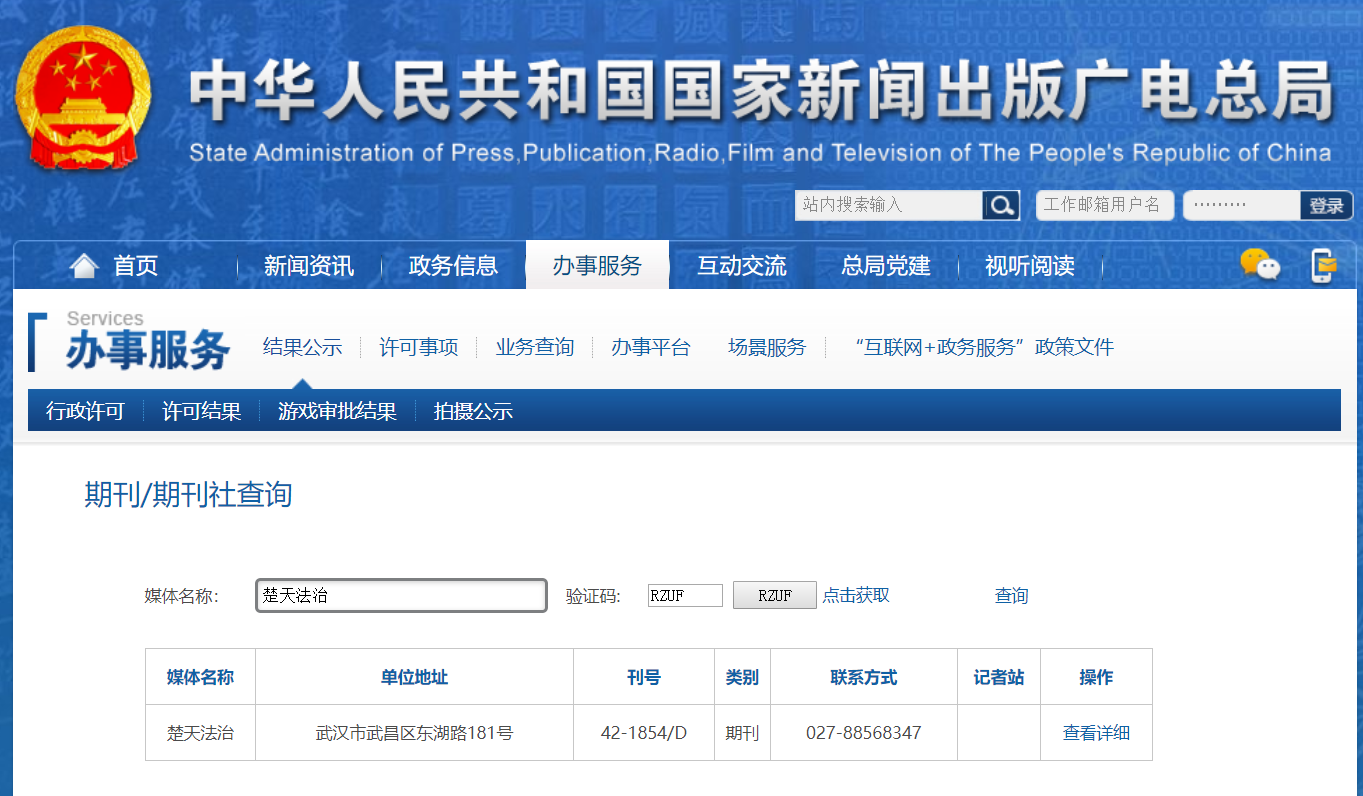 中华人民共和国国家新闻出版广电总局
State Administration of Press,Publication,Radio,Film and Television of The People's Republic of China
站内搜索输入 工作邮箱用户名 ········· 登录
首页 新闻资讯 政务信息 办事服务 互动交流 总局党建 视听阅读
Services
办事服务 结果公示 许可事项 业务查询 办事平台 场景服务 “互联网+政务服务”政策文件
行政许可 许可结果 游戏审批结果 拍摄公示
期刊/期刊社查询
媒体名称: 楚天法治 验证码: RZUF RZUF 点击获取 查询
媒体名称 单位地址 刊号 类别 联系方式 记者站 操作
楚天法治 武汉市武昌区东湖路181号 42-1854/D 期刊 027-88568347 查看详细